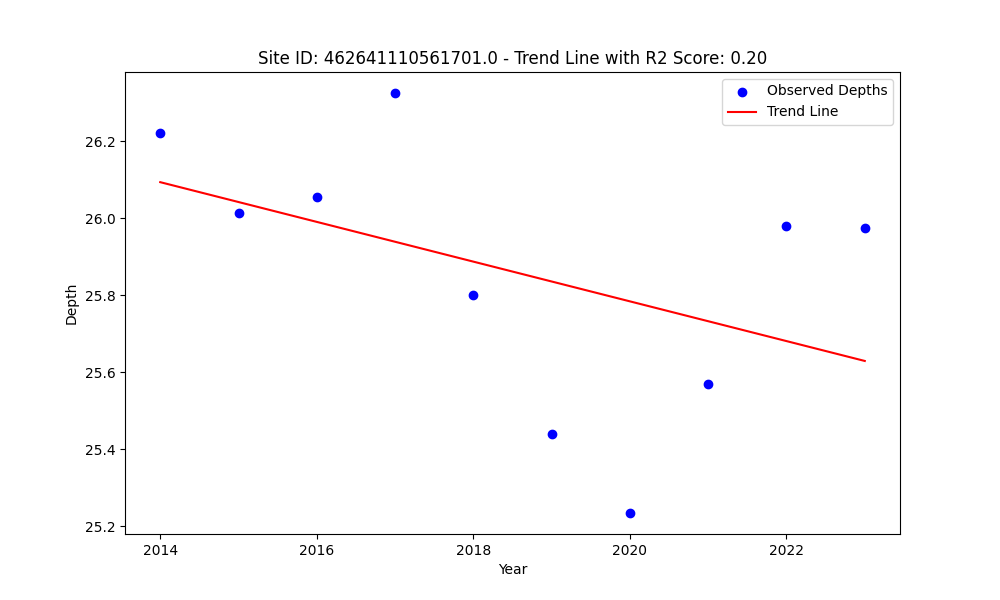 Site ID: 462641110561701.0 - Trend Line with R2 Score: 0.20
Observed Depths
Trend Line
26.2
26.0
25.8
25.6
25.4
25.2
Depth
2014
2016
2018
2020
2022
Year